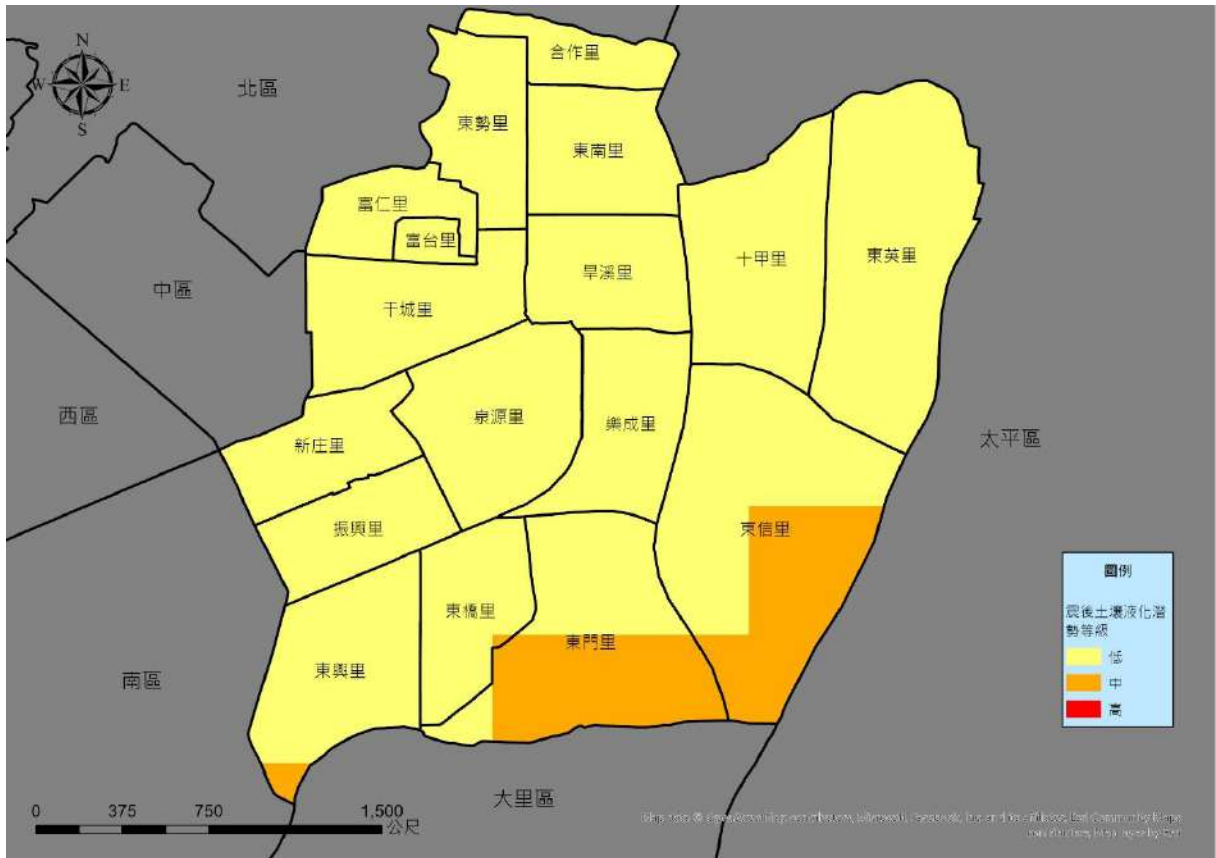 N
W
E
S
北區
合作里
東勢里
東南里
富仁里
富台里
旱溪里
十甲里
東英里
中區
干城里
西區
新庄里
泉源里
樂成里
太平區
振興里
東信里
東橋里
東門里
南區
東興里
大里區
圖例
震後土壤液化潛
勢等級
低
中
高
0
375
750
1,500
公尺